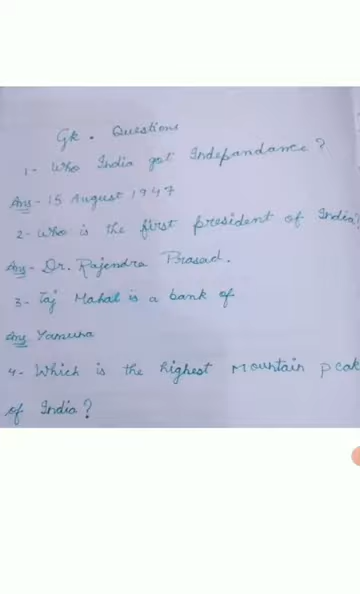 Gk. Questions
1- Who India got Indepandance?
Ans- 15 August 1947
2- Who is the first president of India?
Ans- Dr. Rajendra Prasad.
3- Taj Mahal is a bank of
Ans Yamuna
4- Which is the highest mountain peak
of India?